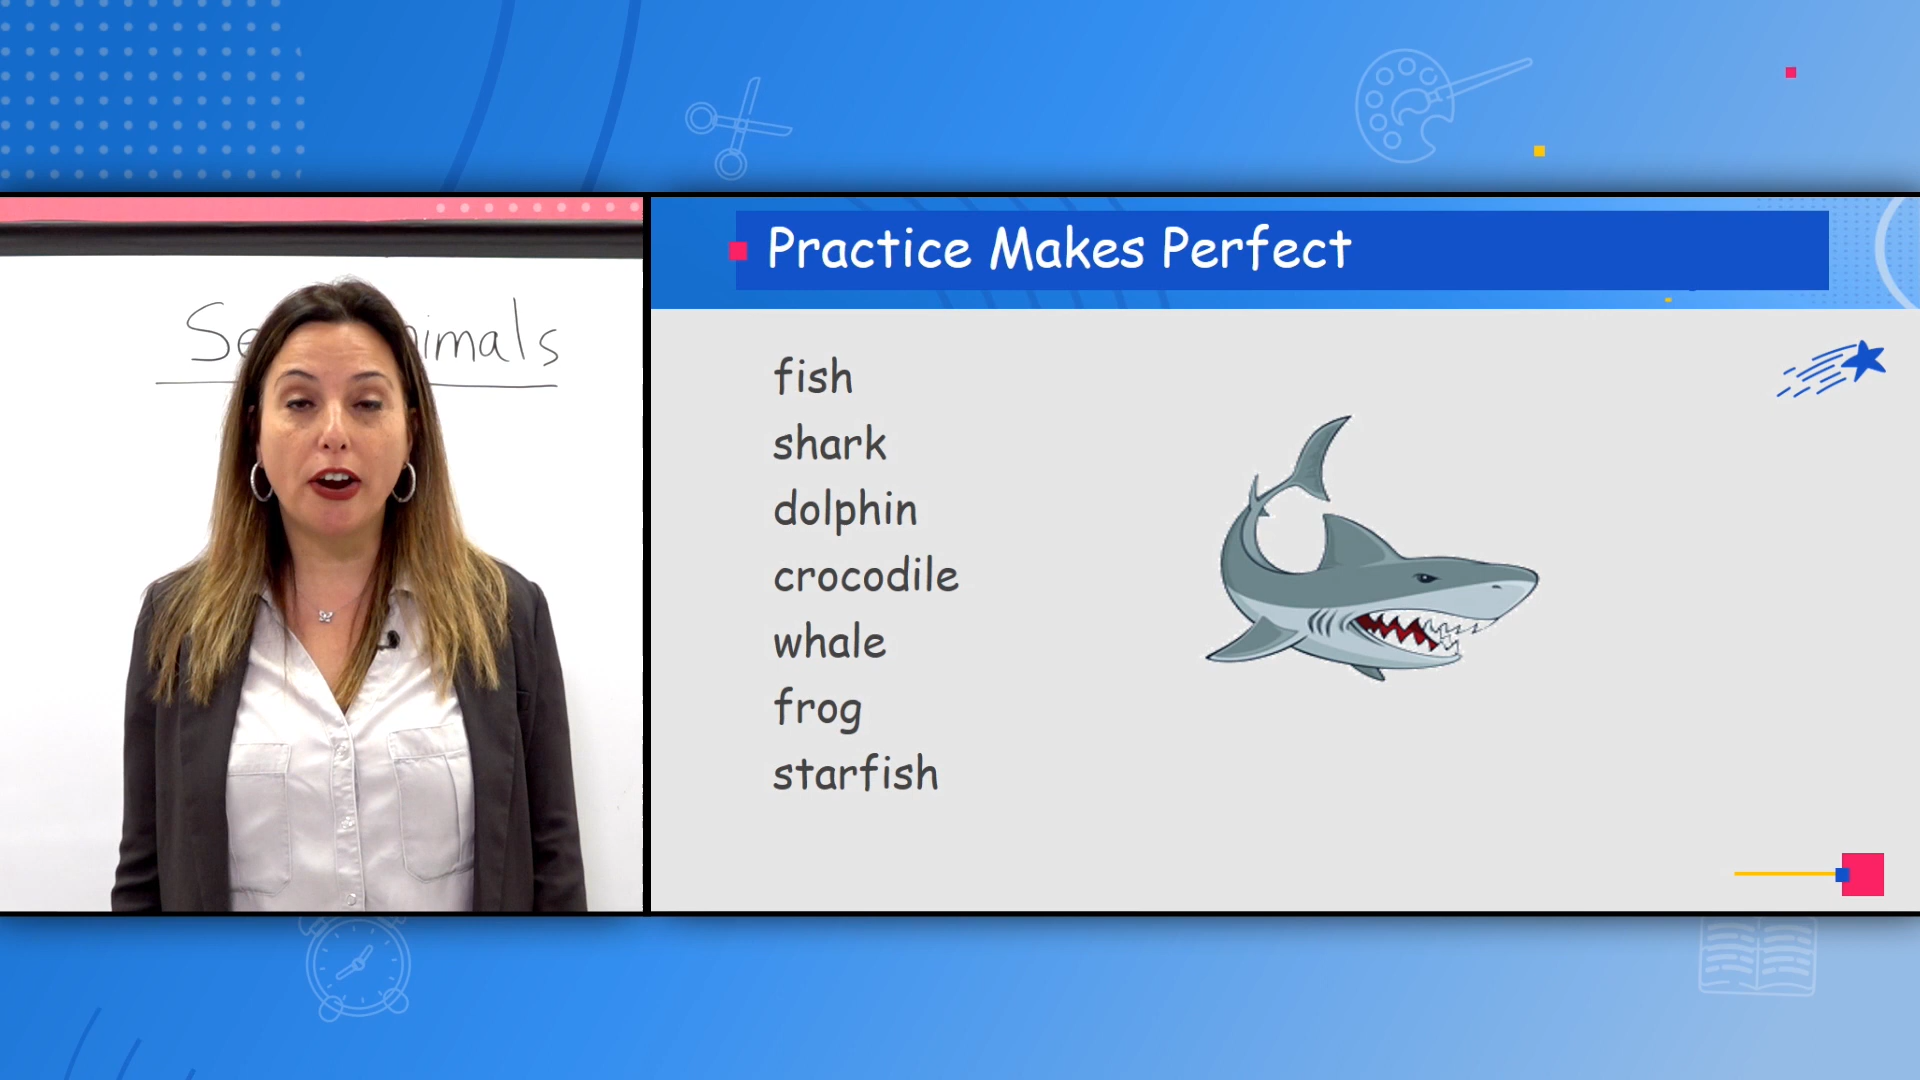 Practice Makes Perfect
fish
shark
dolphin
crocodile
whale
frog
starfish